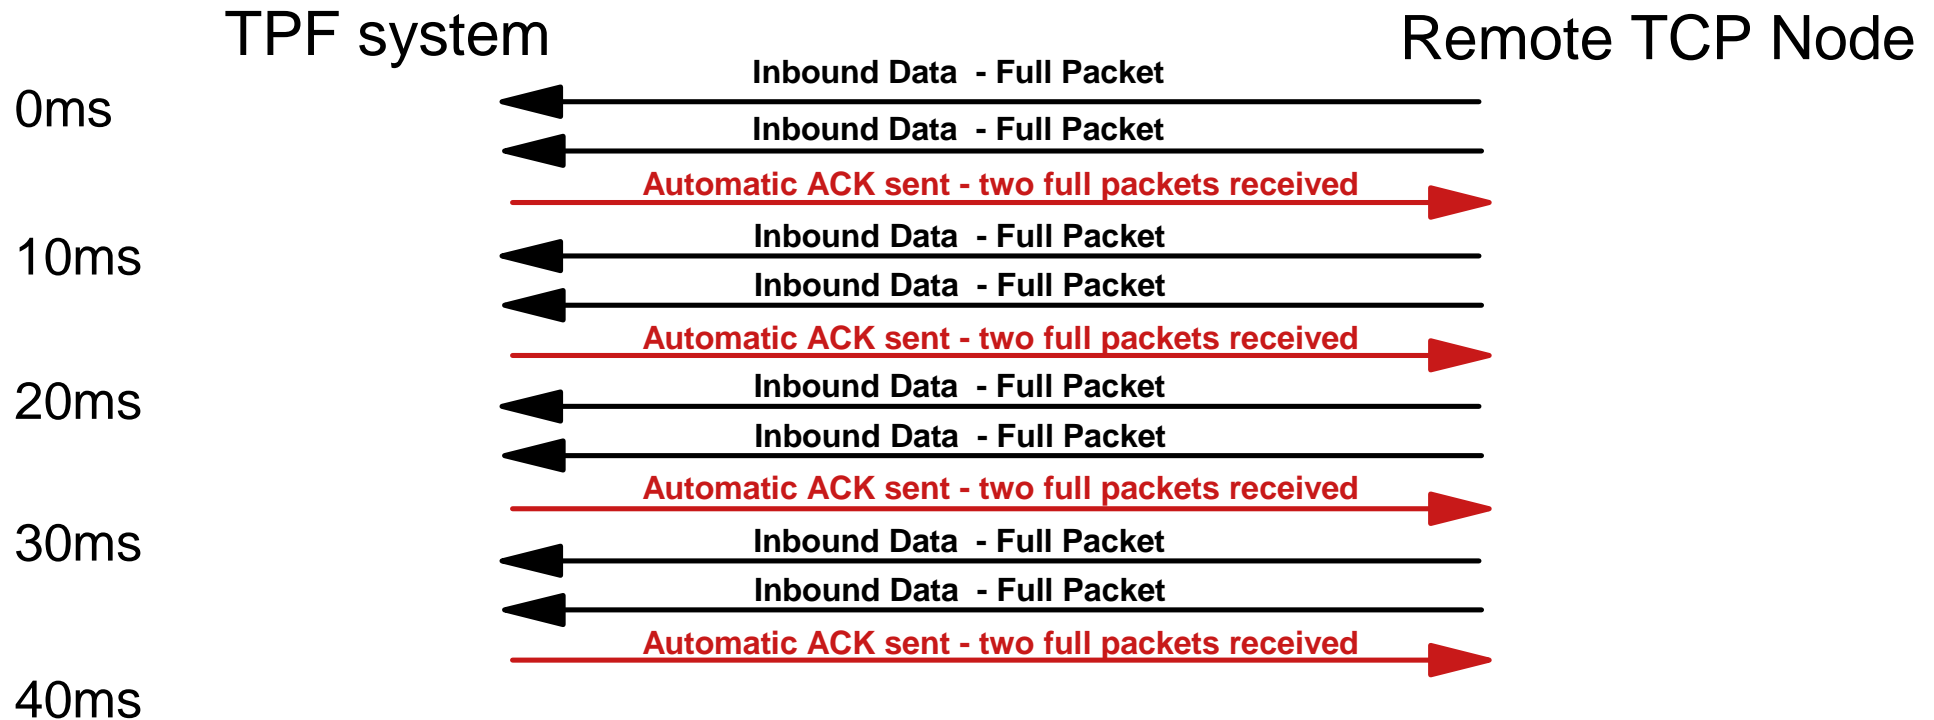 TPF system
Remote TCP Node
Inbound Data - Full Packet
0ms
Inbound Data - Full Packet
Automatic ACK sent - two full packets received
Inbound Data - Full Packet
10ms
Inbound Data - Full Packet
Automatic ACK sent - two full packets received
Inbound Data - Full Packet
20ms
Inbound Data - Full Packet
Automatic ACK sent - two full packets received
Inbound Data - Full Packet
30ms
Inbound Data - Full Packet
Automatic ACK sent - two full packets received
40ms